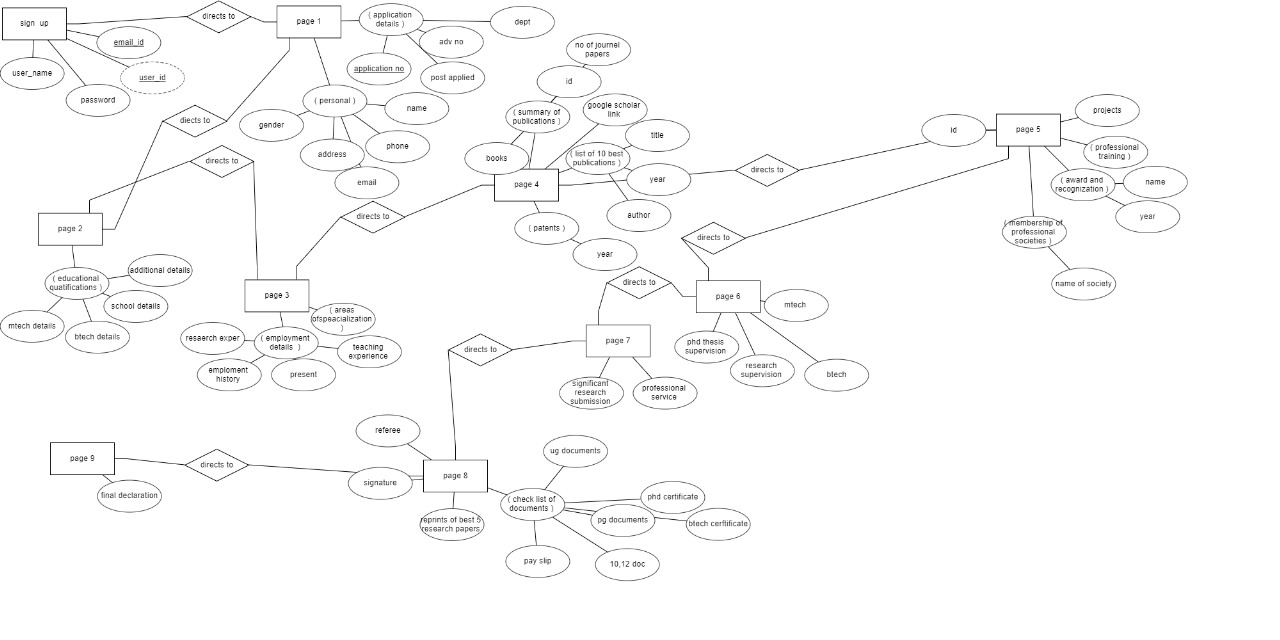 sign  up
directs to
page 1
( application
details )
dept
email_id
adv no
user_name
user_id
application no
post applied
password
no of journel
papers
id
( personal )
name
gender
diects to
phone
address
email
( summary of
publications )
google scholar
link
title
books
( list of 10 best
publications )
page 4
year
author
( patents )
year
directs to
id
page 5
projects
( professional
training )
( award and
recognization )
name
year
( membership of
professional
societies )
name of society
directs to
directs to
directs to
page 2
( educational
quatifications )
additional details
school details
mtech details
btech details
page 3
( areas
ofspeacialization
)
resaerch exper
( employment
details  )
teaching
experience
emploment
history
present
directs to
page 6
mtech
phd thesis
supervision
research
supervision
btech
page 7
directs to
significant
research
submission
professional
service
referee
page 9
directs to
final declaration
signature
page 8
reprints of best 5
research papers
ug documents
( check list of
documents )
phd certificate
pg documents
btech cerftificate
pay slip
10,12 doc